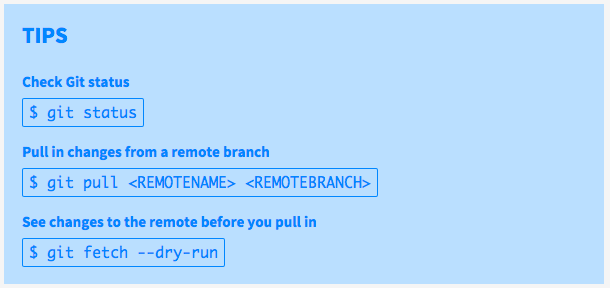 TIPS
Check Git status
$ git status
Pull in changes from a remote branch
$ git pull <REMOTENAME> <REMOTEBRANCH>
See changes to the remote before you pull in
$ git fetch --dry-run